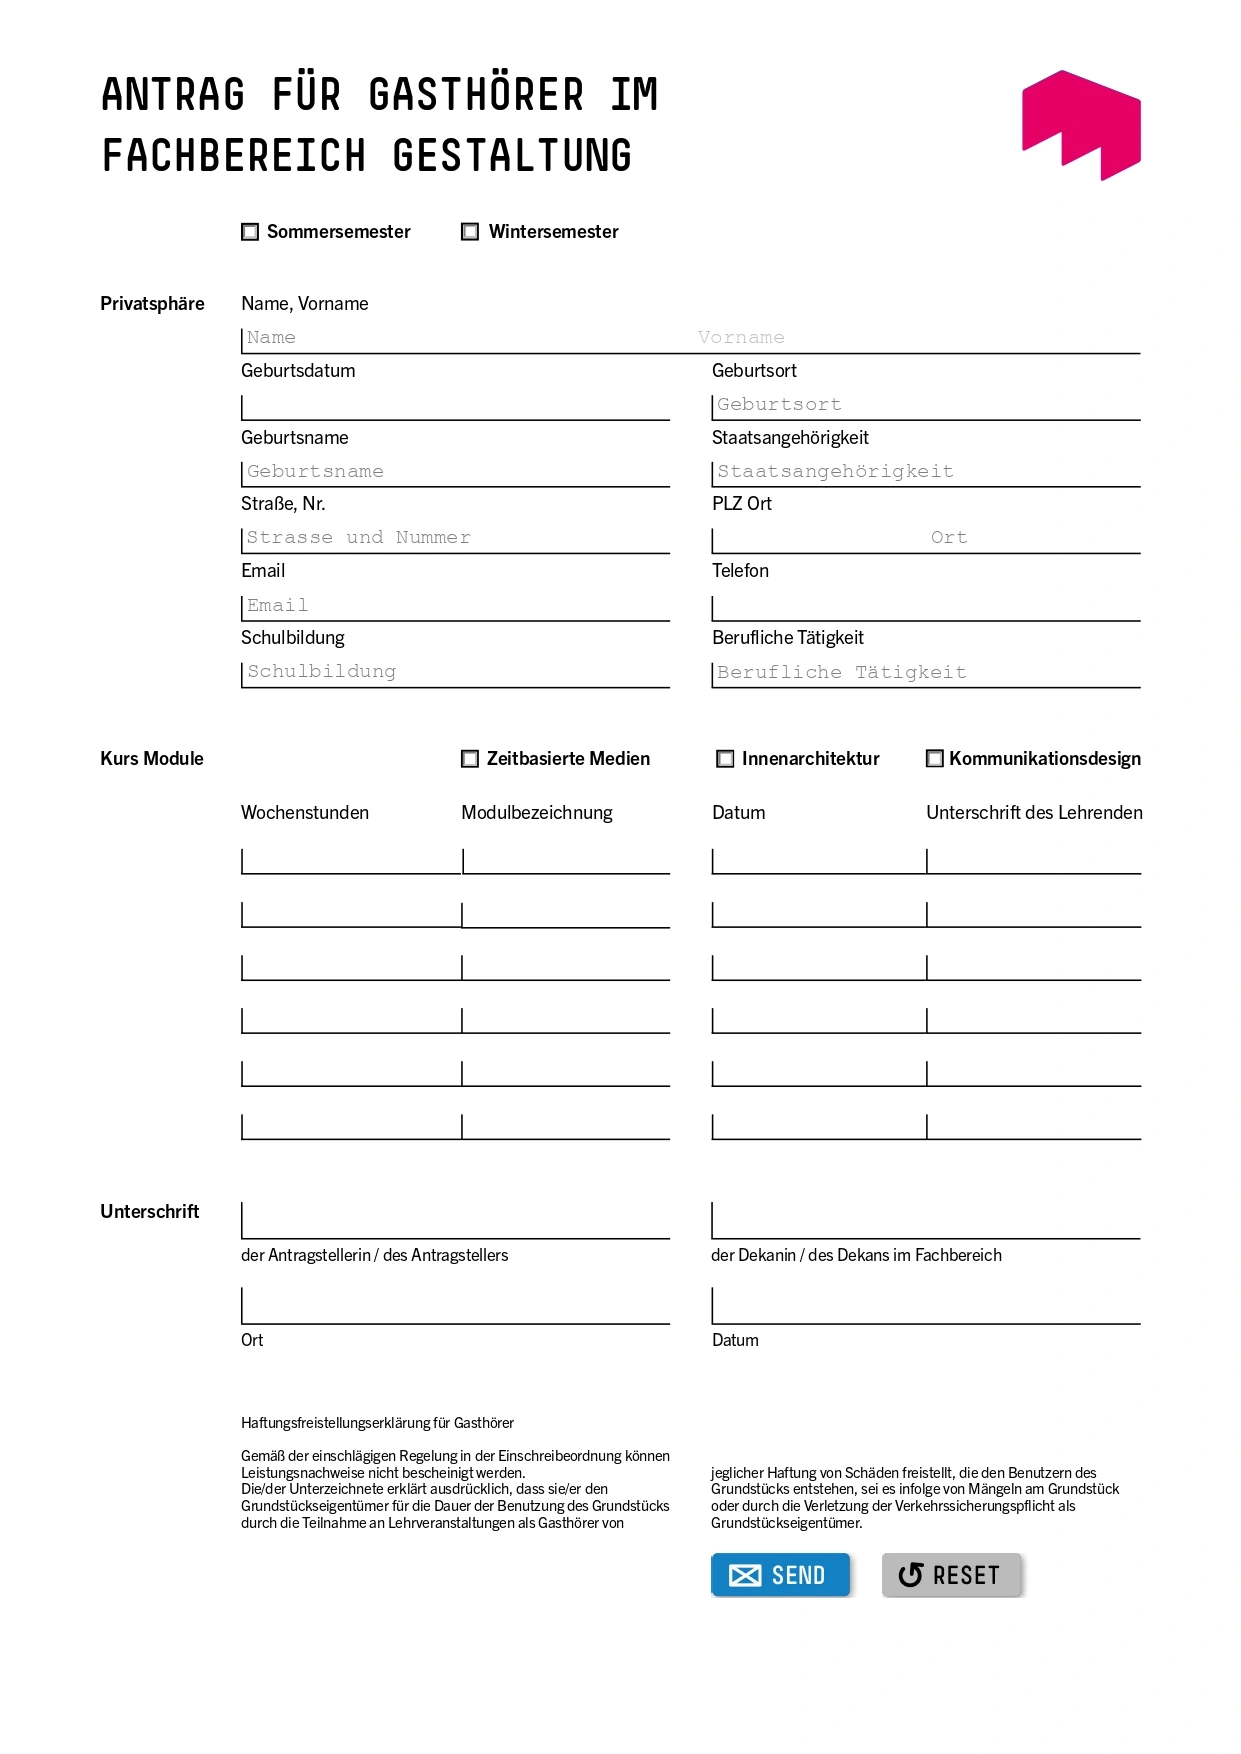 ANTRAG FÜR GASTHÖRER IM
FACHBEREICH GESTALTUNG
Sommersemester Wintersemester
Privatsphäre Name, Vorname
Name Vorname
Geburtsdatum Geburtsort
Geburtsort
Geburtsname Staatsangehörigkeit
Geburtsname Staatsangehörigkeit
Straße, Nr. PLZ Ort
Strasse und Nummer Ort
Email Telefon
Email
Schulbildung Berufliche Tätigkeit
Schulbildung Berufliche Tätigkeit
Kurs Module Zeitbasierte Medien Innenarchitektur Kommunikationsdesign
Wochenstunden Modulbezeichnung Datum Unterschrift des Lehrenden
Unterschrift
der Antragstellerin / des Antragstellers der Dekanin / des Dekans im Fachbereich
Ort Datum
Haftungsfreistellungserklärung für Gasthörer
Gemäß der einschlägigen Regelung in der Einschreibeordnung können
Leistungsnachweise nicht bescheinigt werden.
Die/der Unterzeichnete erklärt ausdrücklich, dass sie/er den
Grundstückseigentümer für die Dauer der Benutzung des Grundstücks
durch die Teilnahme an Lehrveranstaltungen als Gasthörer von
jeglicher Haftung von Schäden freistellt, die den Benutzern des
Grundstücks entstehen, sei es infolge von Mängeln am Grundstück
oder durch die Verletzung der Verkehrssicherungspflicht als
Grundstückseigentümer.
SEND RESET